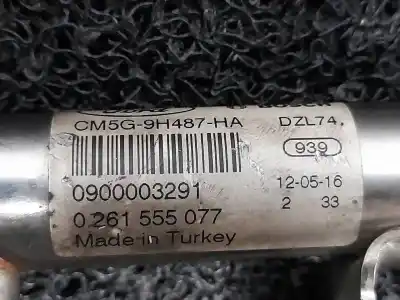 CM5G-9H487-HA DZL74.
939
0900003291 12-05-16
0 261 555 077 2 33
Made in Turkey